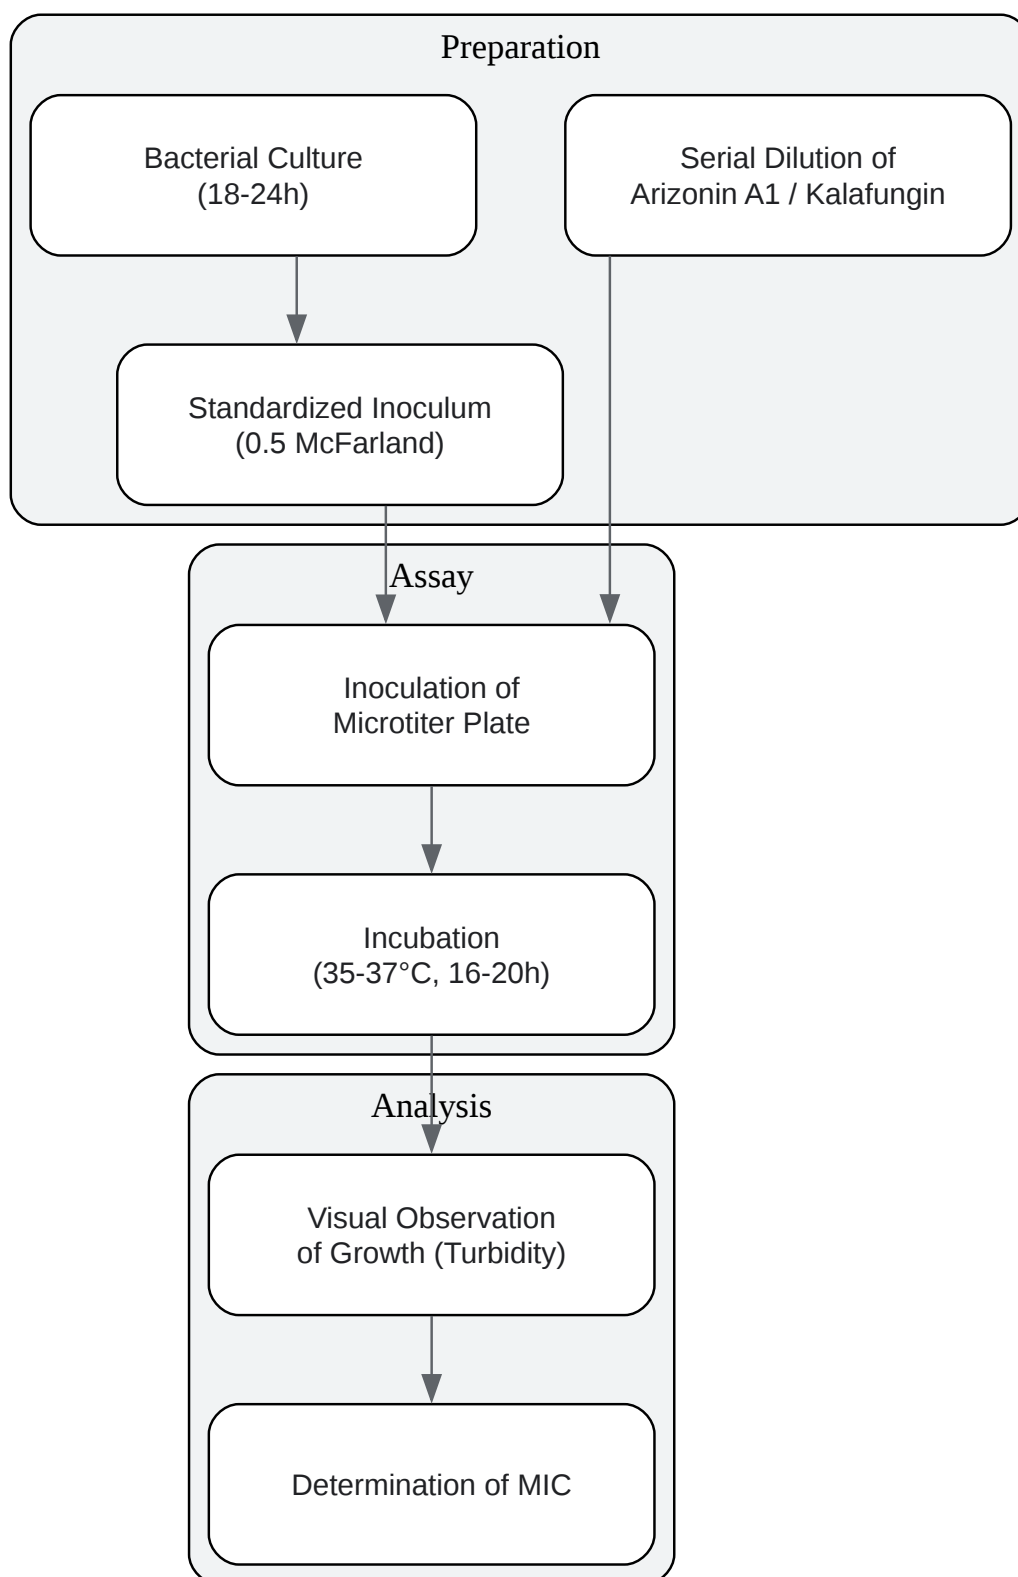 Preparation
Bacterial Culture
(18-24h)
Serial Dilution of
Arizonin A1 / Kalafungin
Standardized Inoculum
(0.5 McFarland)
Assay
Inoculation of
Microtiter Plate
Incubation
(35-37°C, 16-20h)
Analysis
Visual Observation
of Growth (Turbidity)
Determination of MIC